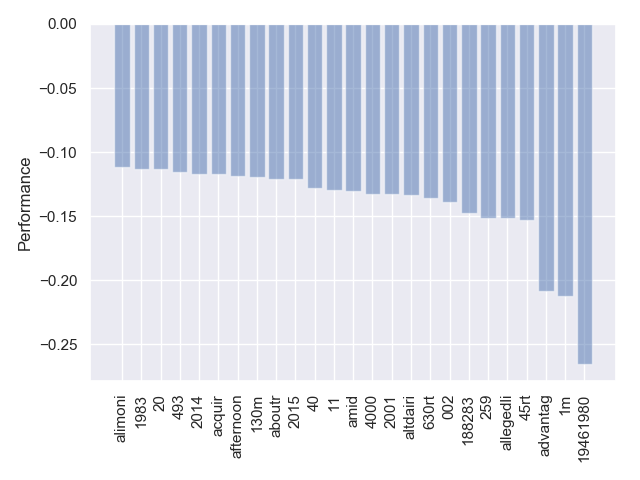 0.00
−0.05
−0.10
−0.15
−0.20
−0.25
Performance
alimoni
1983
20
493
2014
acquir
afternoon
130m
aboutr
2015
40
11
amid
4000
2001
altdairi
630rt
002
188283
259
allegedli
45rt
advantag
1m
19461980